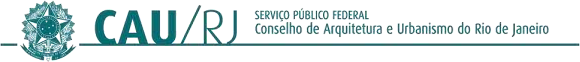 CAU/RJ
SERVIÇO PÚBLICO FEDERAL
Conselho de Arquitetura e Urbanismo do Rio de Janeiro